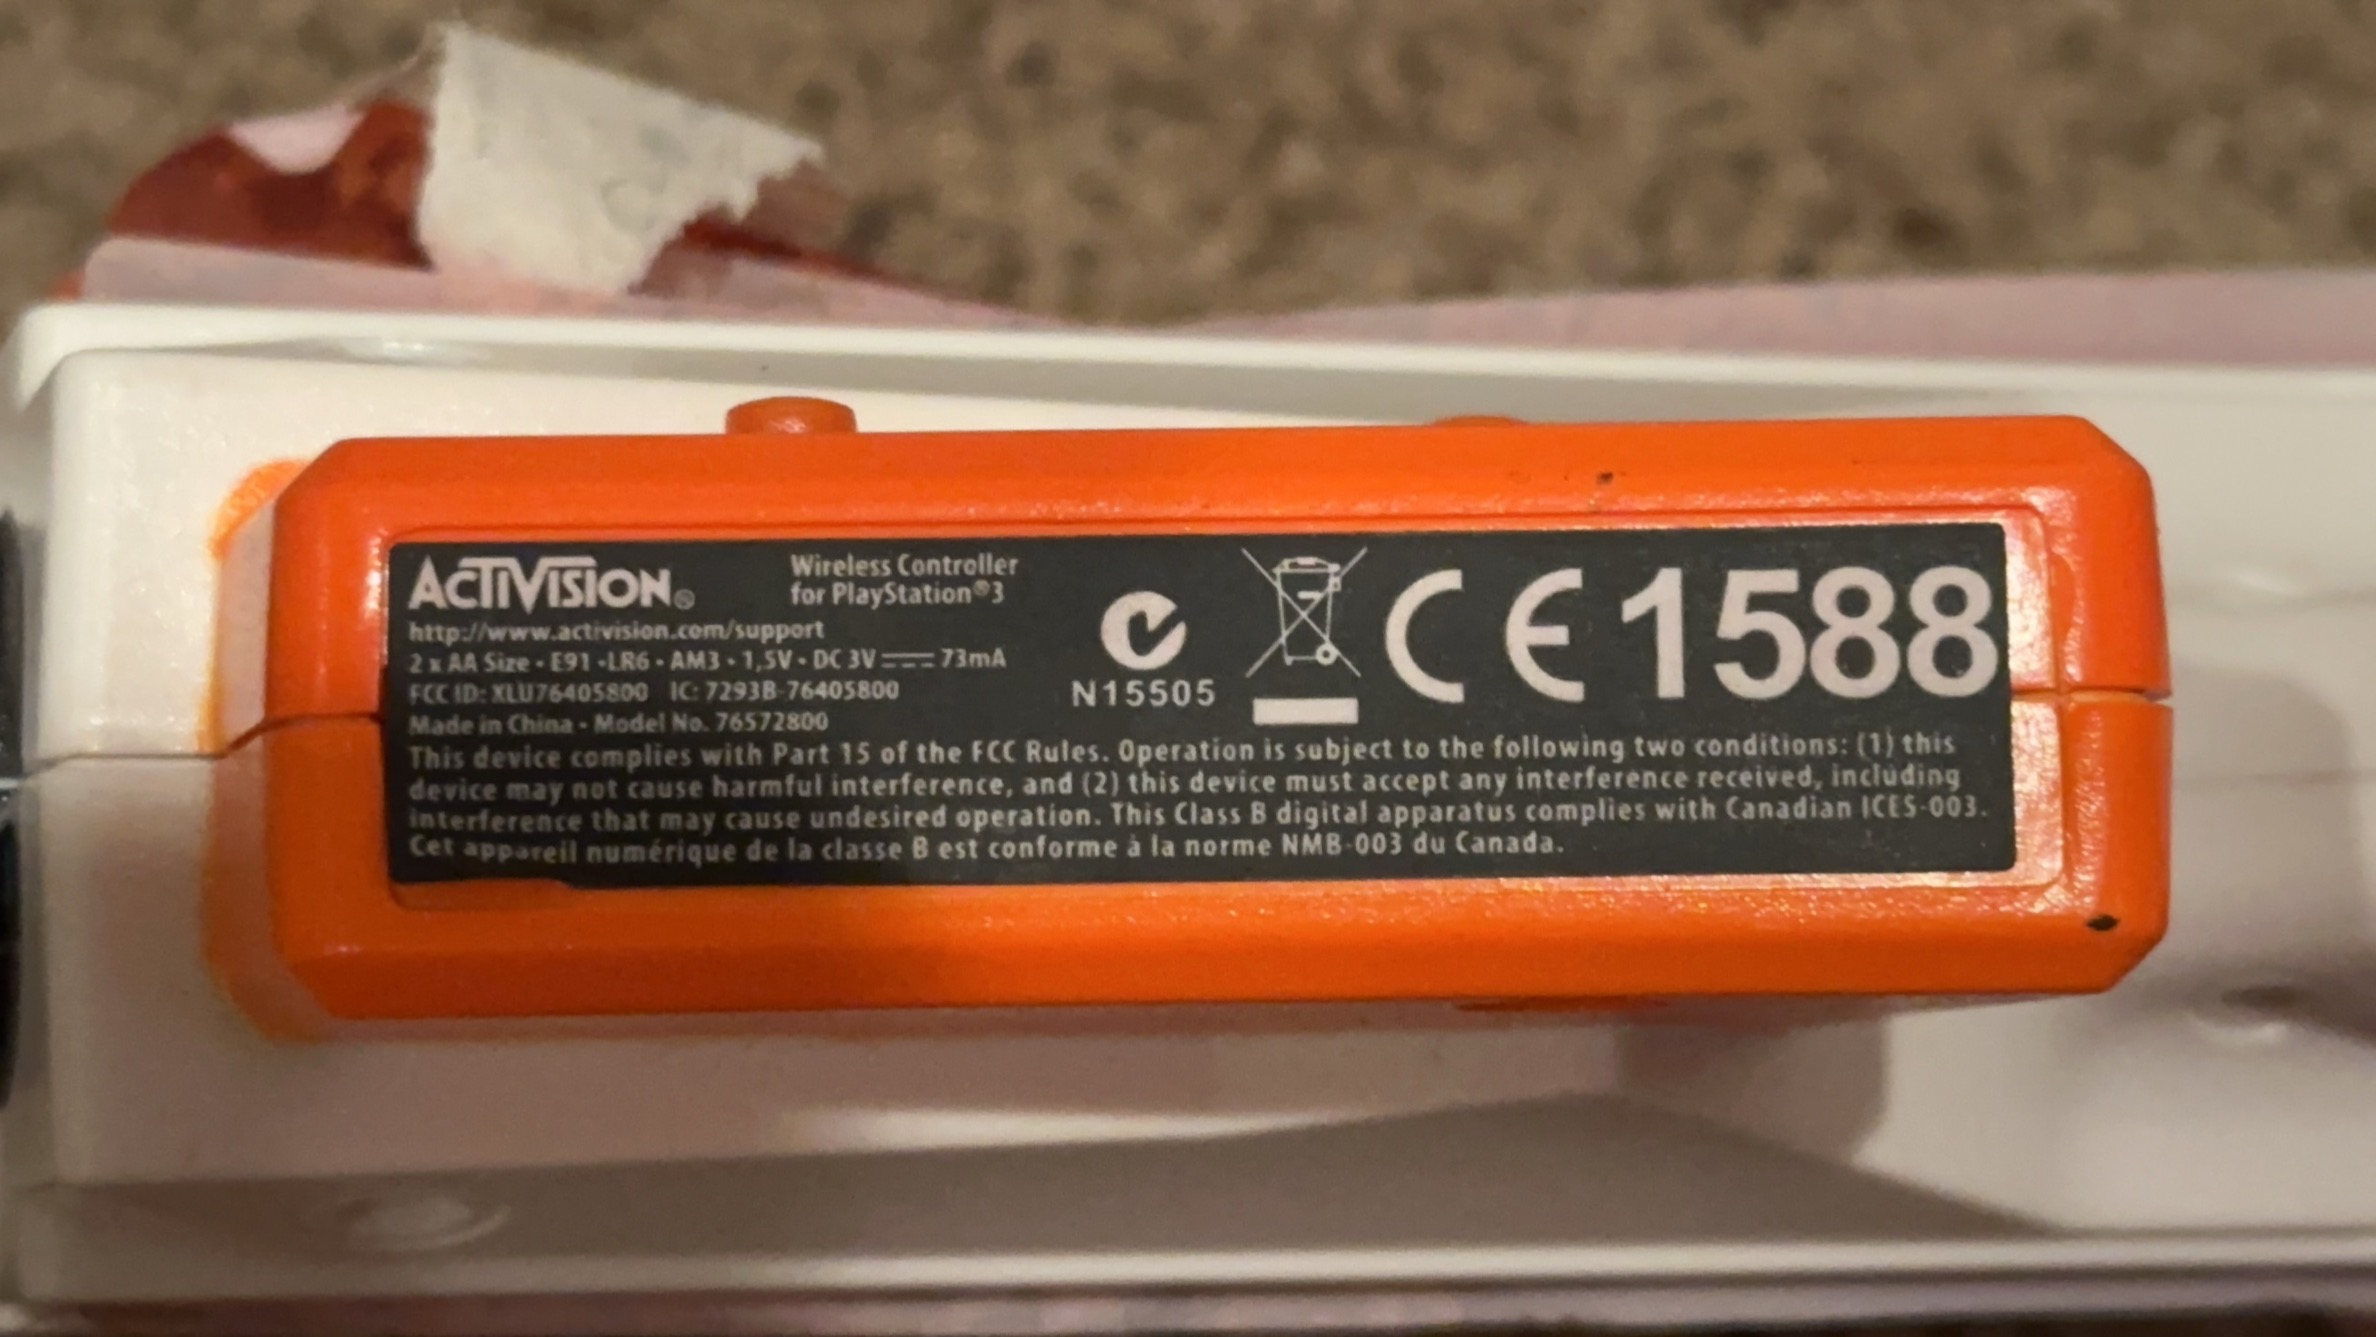 ACTIVISION®
Wireless Controller
for PlayStation®3
http://www.activision.com/support
2 x AA Size • E91 •LR6 • AM3 • 1,5V • DC 3V ⎓ 73mA
FCC ID: XLU76405800 IC: 7293B-76405800
Made in China • Model No. 76572800
N15505
CE1588
This device complies with Part 15 of the FCC Rules. Operation is subject to the following two conditions: (1) this
device may not cause harmful interference, and (2) this device must accept any interference received, including
interference that may cause undesired operation. This Class B digital apparatus complies with Canadian ICES-003.
Cet appareil numérique de la classe B est conforme à la norme NMB-003 du Canada.